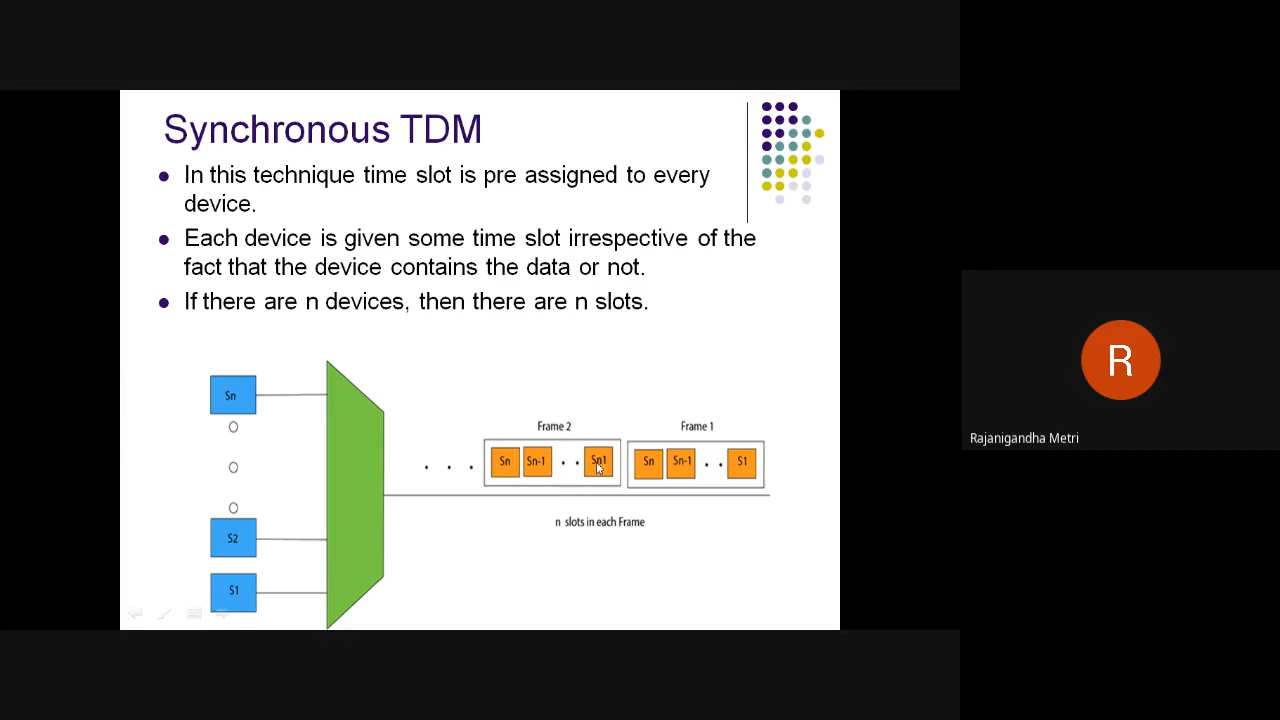 Synchronous TDM
In this technique time slot is pre assigned to every
device.
Each device is given some time slot irrespective of the
fact that the device contains the data or not.
If there are n devices, then there are n slots.
Sn
S2
S1
Frame 2
Sn
Sn-1
Sn1
Frame 1
Sn
Sn-1
S1
n slots in each Frame
R
Rajanigandha Metri